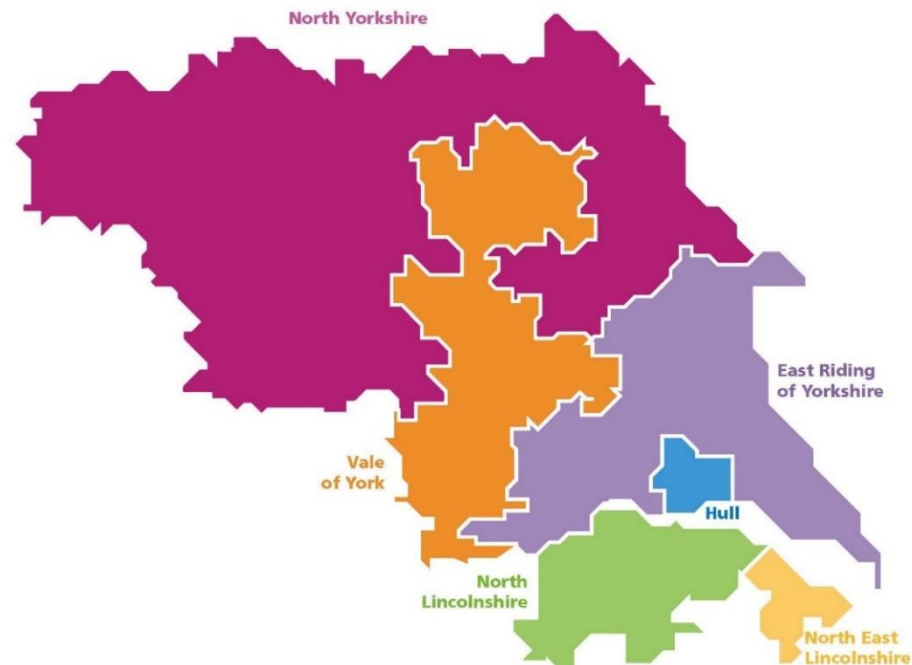 North Yorkshire
East Riding
of Yorkshire
Vale
of York
Hull
North
Lincolnshire
North East
Lincolnshire